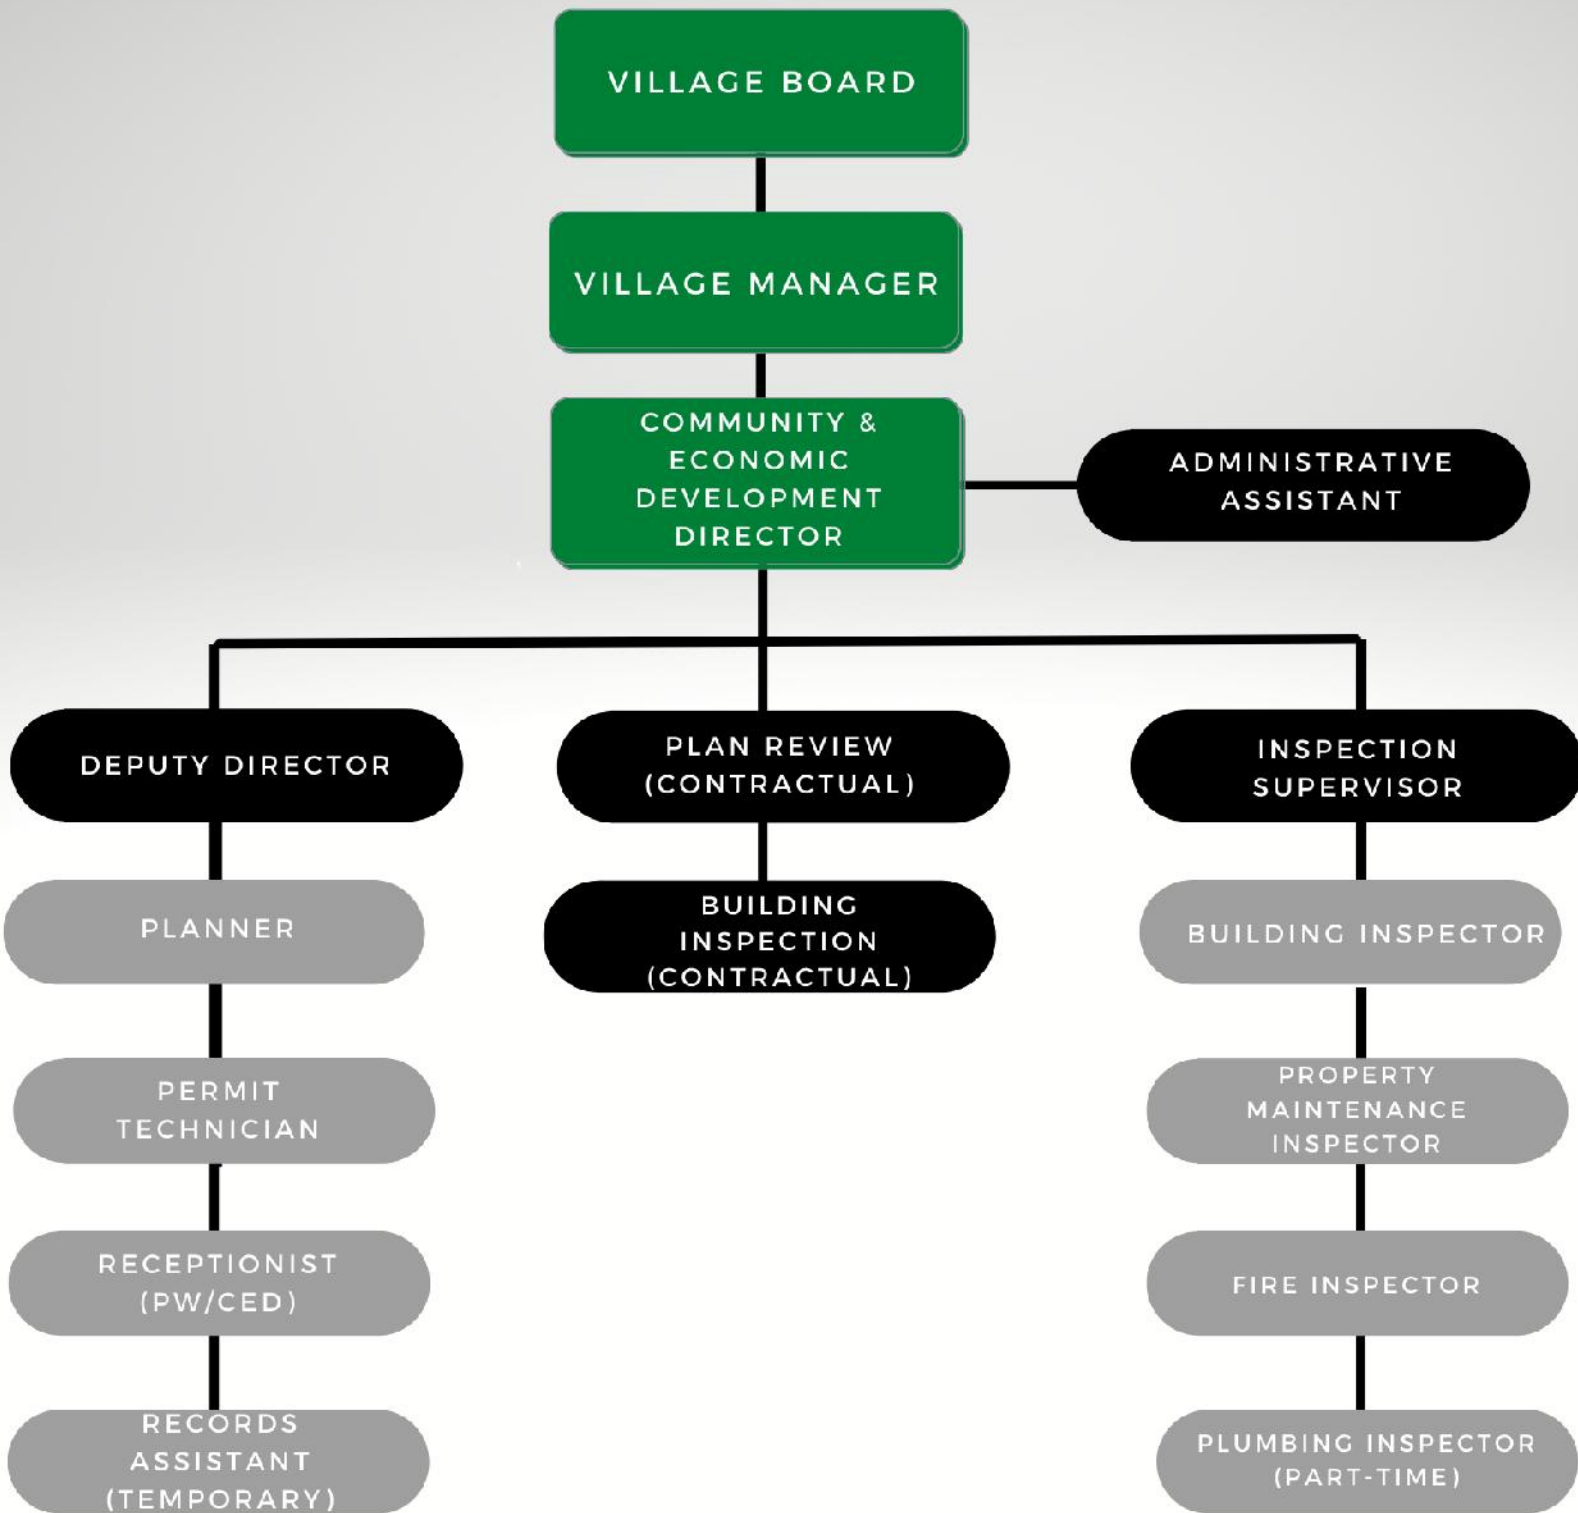 VILLAGE BOARD
VILLAGE MANAGER
COMMUNITY &
ECONOMIC
DEVELOPMENT
DIRECTOR
ADMINISTRATIVE
ASSISTANT
DEPUTY DIRECTOR
PLANNER
PERMIT
TECHNICIAN
RECEPTIONIST
(PW/CED)
RECORDS
ASSISTANT
(TEMPORARY)
PLAN REVIEW
(CONTRACTUAL)
BUILDING
INSPECTION
(CONTRACTUAL)
INSPECTION
SUPERVISOR
BUILDING INSPECTOR
PROPERTY
MAINTENANCE
INSPECTOR
FIRE INSPECTOR
PLUMBING INSPECTOR
(PART-TIME)